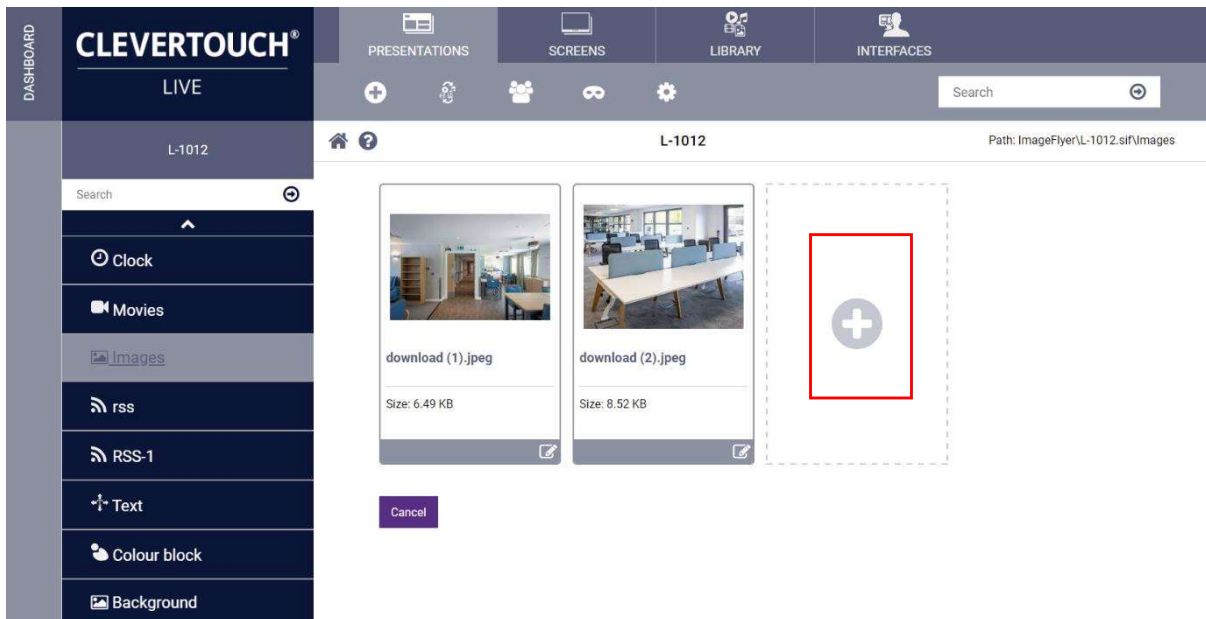 DASHBOARD
CLEVERTOUCH®
LIVE
PRESENTATIONS
SCREENS
LIBRARY
INTERFACES
Search
L-1012
L-1012
Path: ImageFlyer\L-1012.sif\Images
Search
Clock
Movies
Images
rss
RSS-1
Text
Colour block
Background
download (1).jpeg
Size: 6.49 KB
download (2).jpeg
Size: 8.52 KB
Cancel